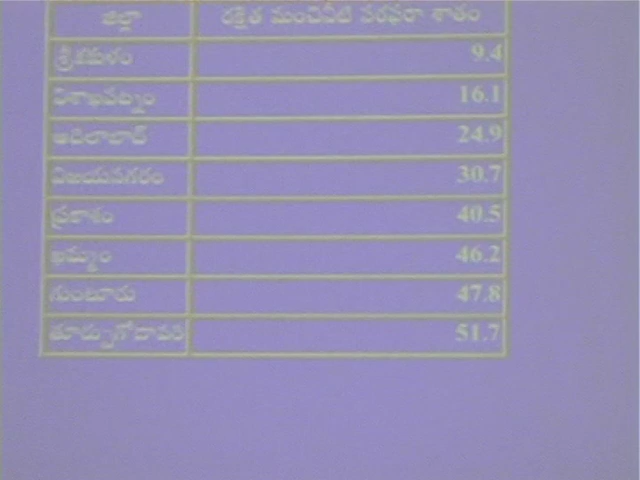 జిల్లా రక్షిత మంచినీటి సరఫరా శాతం
శ్రీకాకుళం 9.4
విశాఖపట్నం 16.1
ఆదిలాబాద్ 24.9
విజయనగరం 30.7
ప్రకాశం 40.5
ఖమ్మం 46.2
గుంటూరు 47.8
తూర్పుగోదావరి 51.7